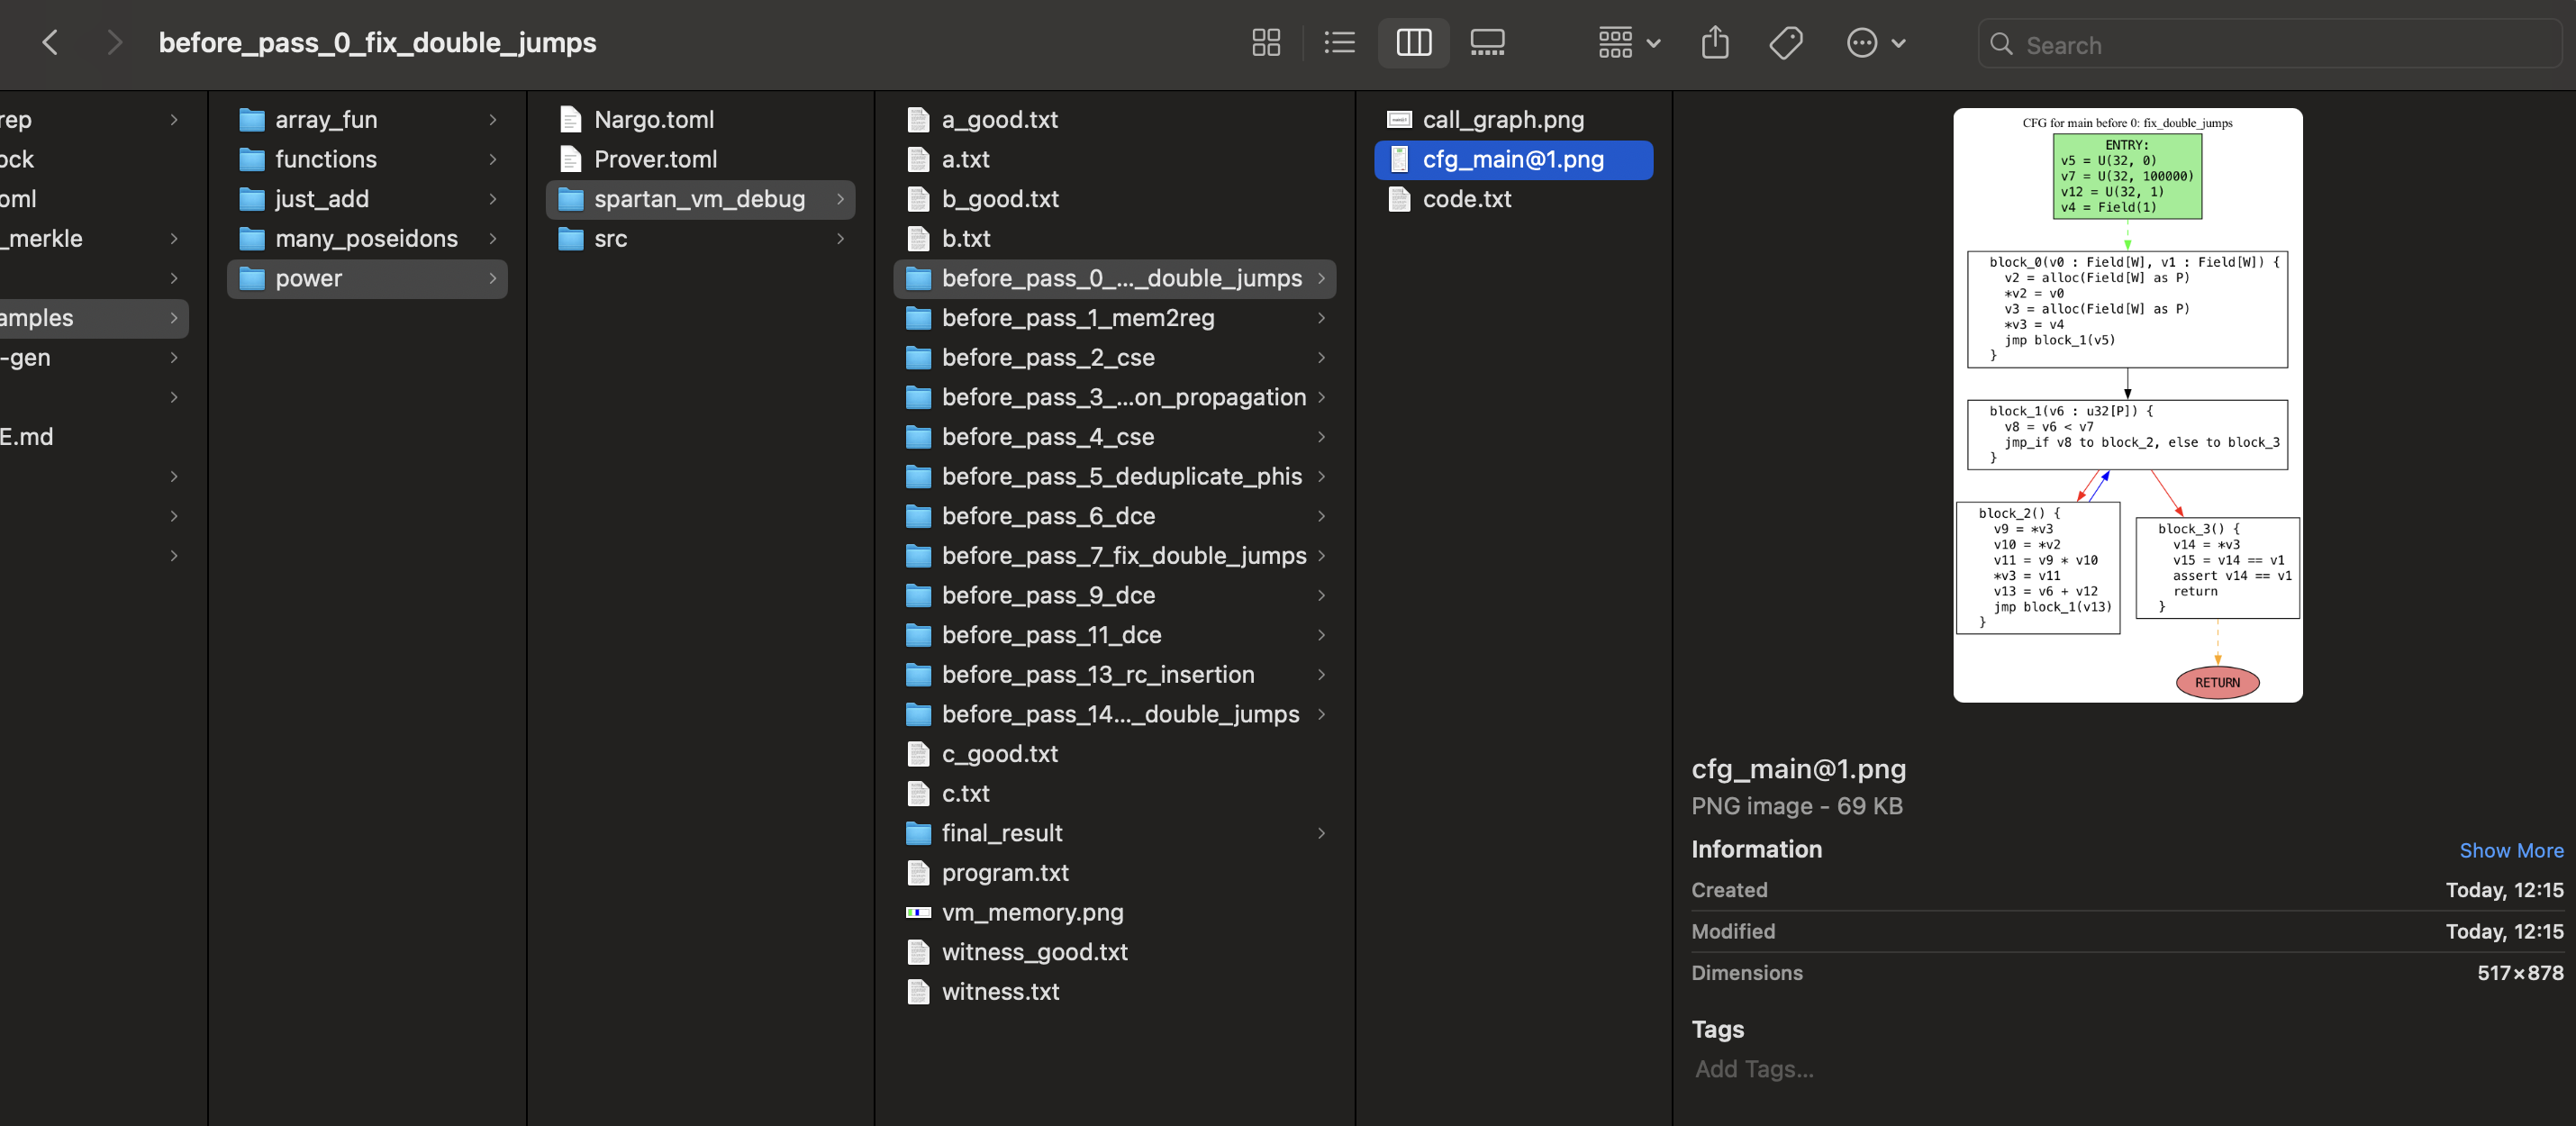 before_pass_0_fix_double_jumps
Search
rep
ock
oml
_merkle
amples
-gen
E.md
array_fun
functions
just_add
many_poseidons
power
Nargo.toml
Prover.toml
spartan_vm_debug
src
a_good.txt
a.txt
b_good.txt
b.txt
before_pass_0_..._double_jumps
before_pass_1_mem2reg
before_pass_2_cse
before_pass_3_...on_propagation
before_pass_4_cse
before_pass_5_deduplicate_phis
before_pass_6_dce
before_pass_7_fix_double_jumps
before_pass_9_dce
before_pass_11_dce
before_pass_13_rc_insertion
before_pass_14..._double_jumps
c_good.txt
c.txt
final_result
program.txt
vm_memory.png
witness_good.txt
witness.txt
call_graph.png
cfg_main@1.png
code.txt
CFG for main before 0: fix_double_jumps
ENTRY:
v5 = U(32, 0)
v7 = U(32, 100000)
v12 = U(32, 1)
v4 = Field(1)
block_0(v0 : Field[W], v1 : Field[W]) {
v2 = alloc(Field[W] as P)
*v2 = v0
v3 = alloc(Field[W] as P)
*v3 = v4
jmp block_1(v5)
}
block_1(v6 : u32[P]) {
v8 = v6 < v7
jmp_if v8 to block_2, else to block_3
}
block_2() {
v9 = *v3
v10 = *v2
v11 = v9 * v10
*v3 = v11
v13 = v6 + v12
jmp block_1(v13)
}
block_3() {
v14 = *v3
v15 = v14 == v1
assert v14 == v1
return
}
RETURN
cfg_main@1.png
PNG image - 69 KB
Information
Show More
Created
Today, 12:15
Modified
Today, 12:15
Dimensions
517×878
Tags
Add Tags...